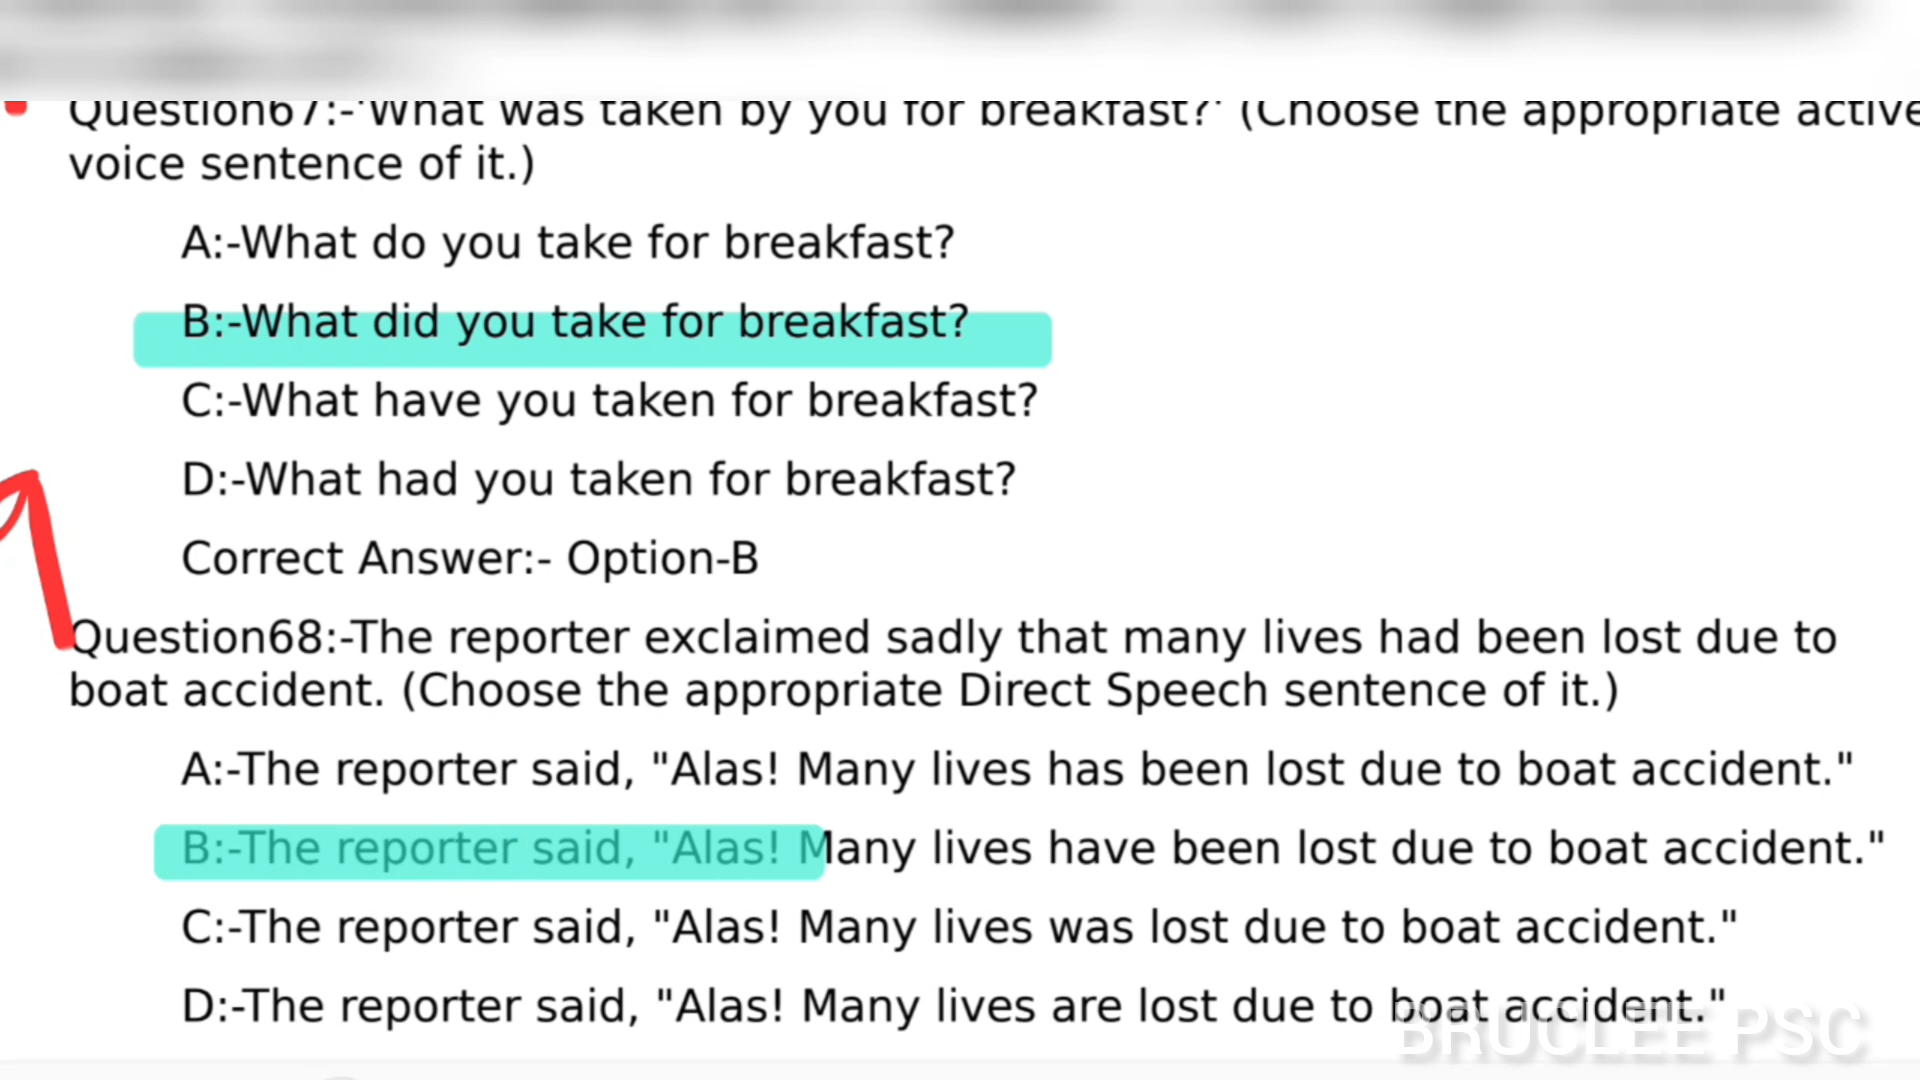 Question67:-'What was taken by you for breakfast?' (Choose the appropriate active
voice sentence of it.)
A:-What do you take for breakfast?
B:-What did you take for breakfast?
C:-What have you taken for breakfast?
D:-What had you taken for breakfast?
Correct Answer:- Option-B
Question68:-The reporter exclaimed sadly that many lives had been lost due to
boat accident. (Choose the appropriate Direct Speech sentence of it.)
A:-The reporter said, "Alas! Many lives has been lost due to boat accident."
B:-The reporter said, "Alas! Many lives have been lost due to boat accident."
C:-The reporter said, "Alas! Many lives was lost due to boat accident."
D:-The reporter said, "Alas! Many lives are lost due to boat accident."
BRUCLEE PSC